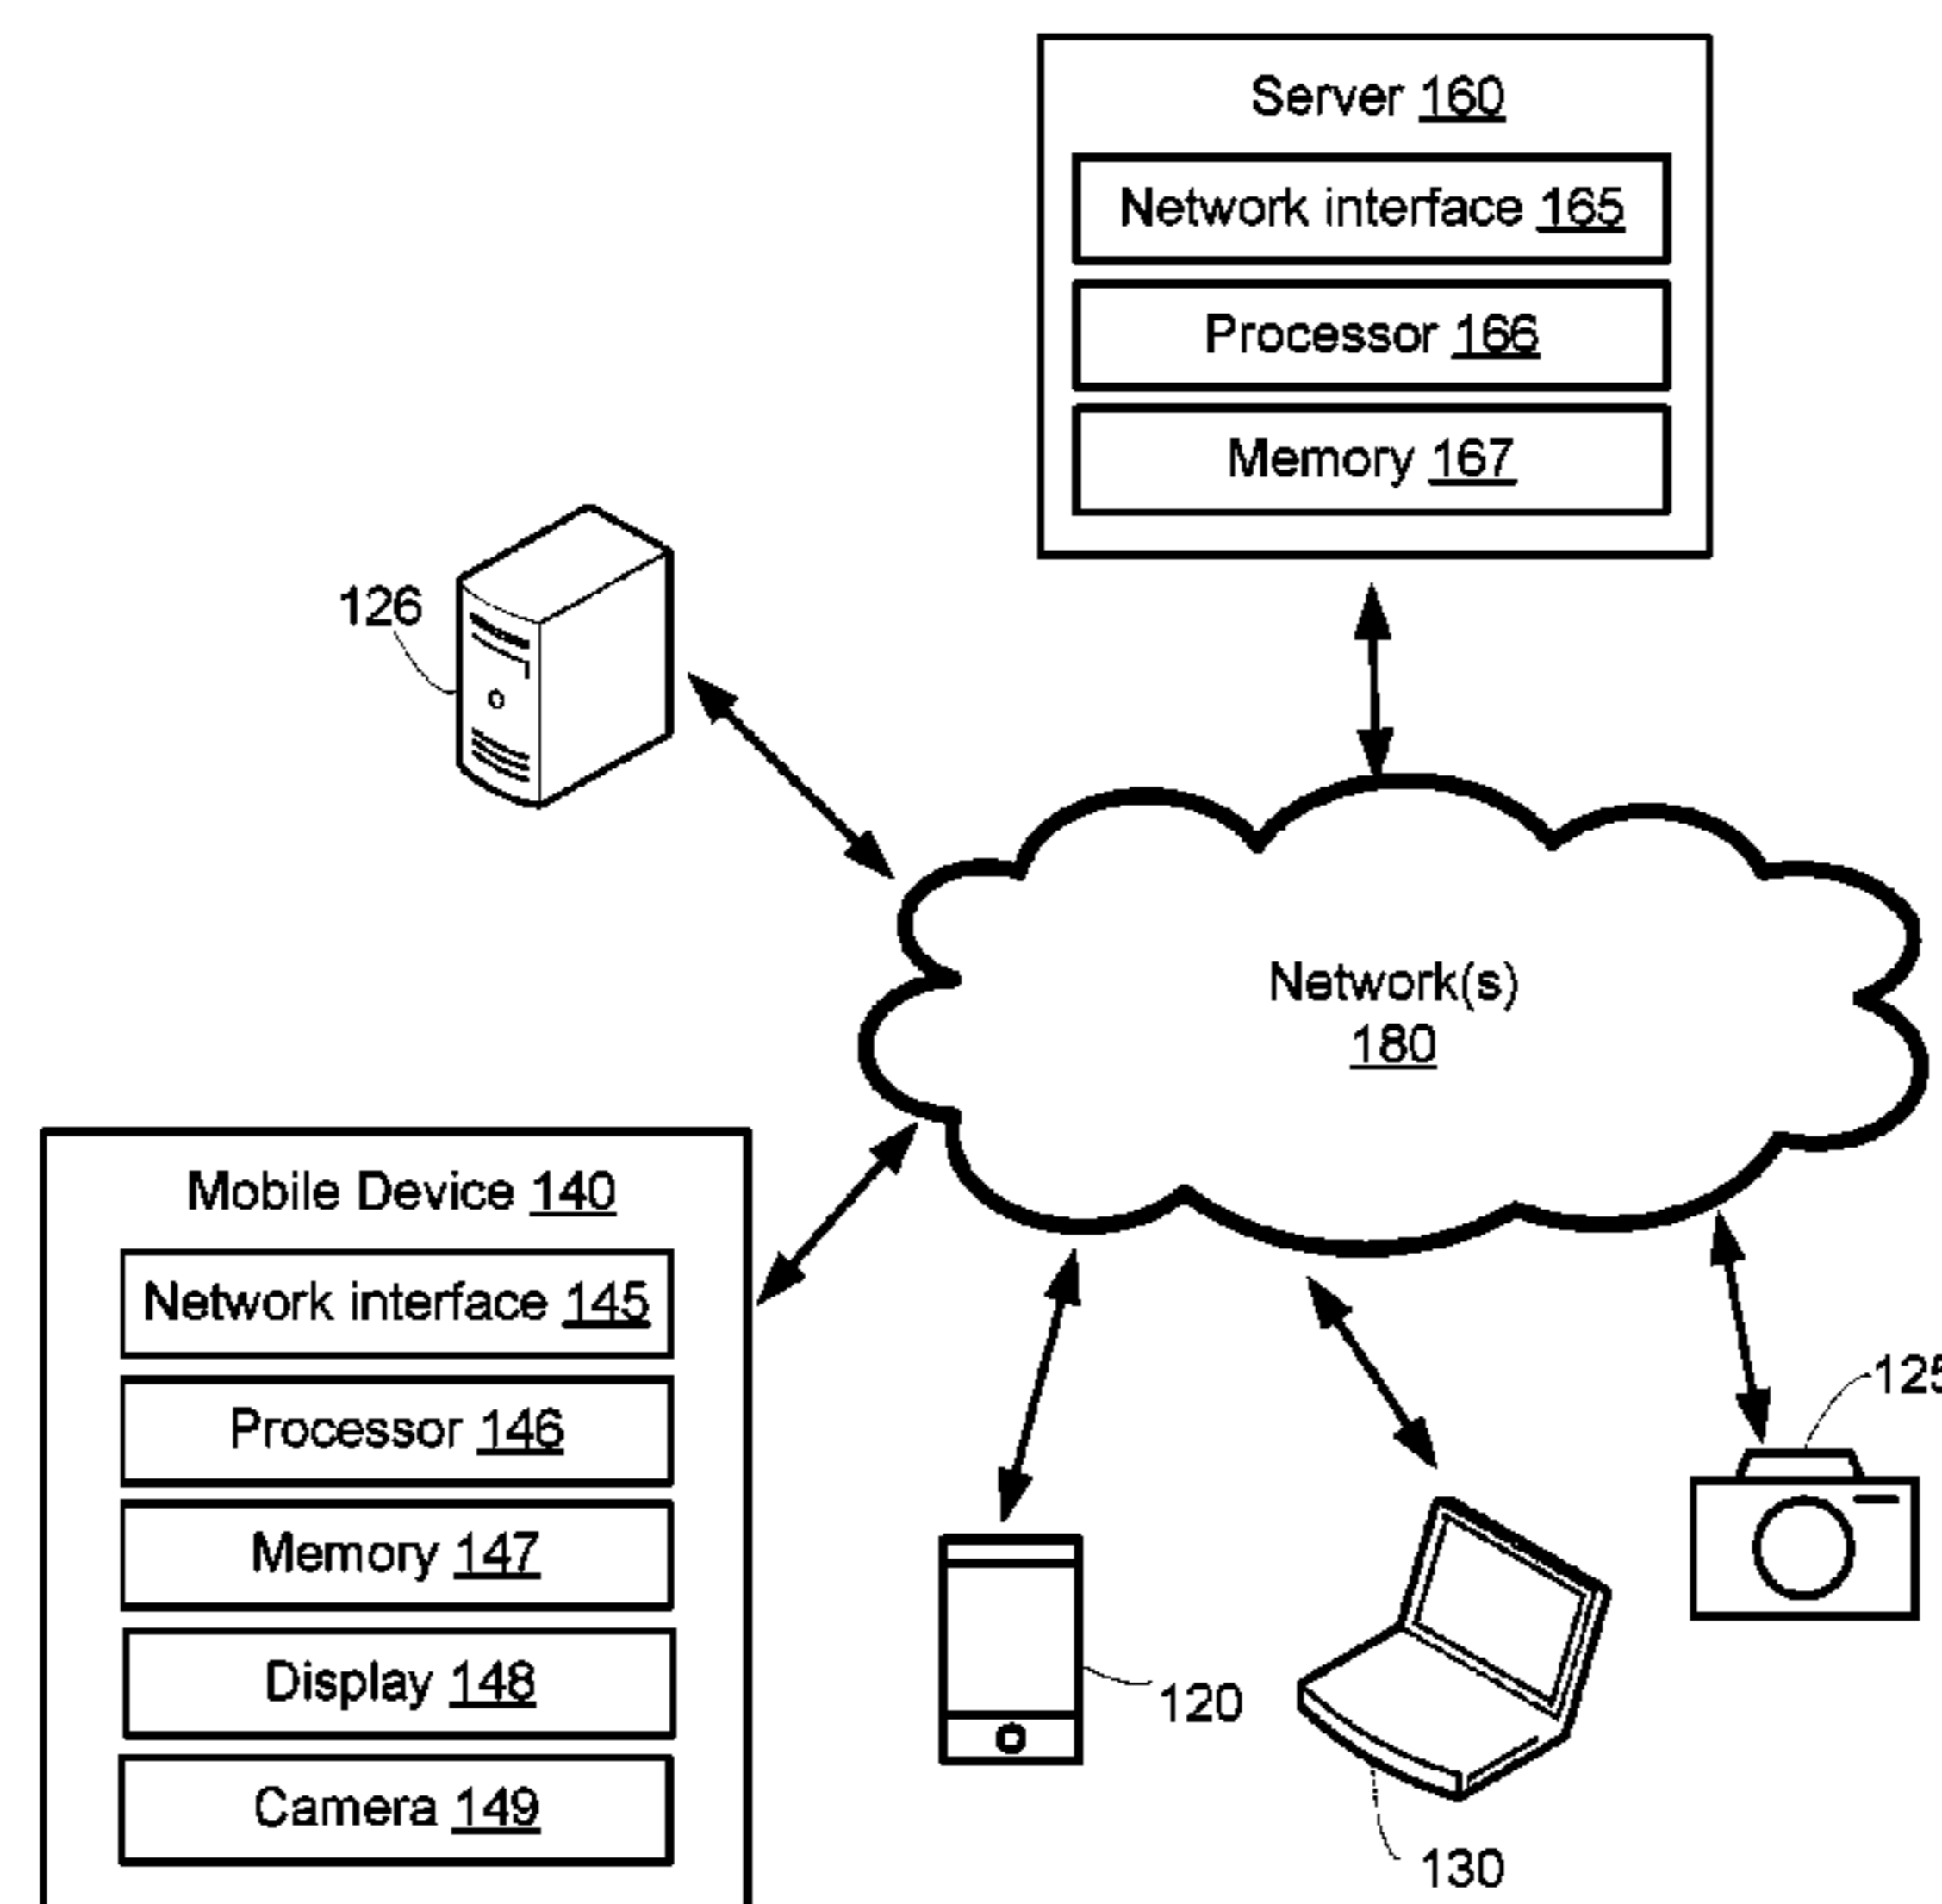 Server 160
Network interface 165
Processor 166
Memory 167
126
Network(s)
180
Mobile Device 140
Network interface 145
Processor 146
Memory 147
Display 148
Camera 149
125
120
130